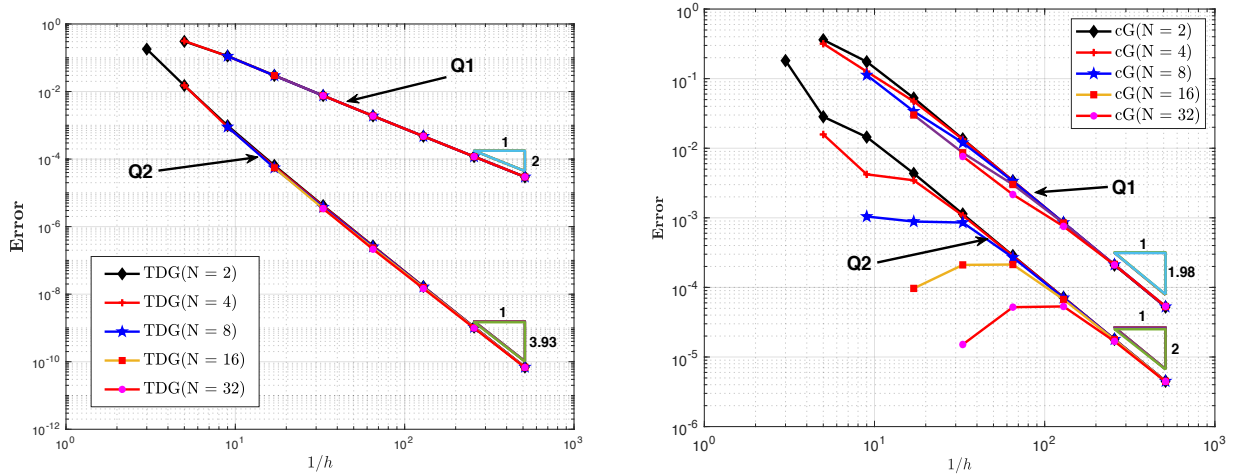 10^0
10^-2
10^-4
10^-6
10^-8
10^-10
10^-12
Error
Q1
Q2
1
2
1
3.93
TDG(N = 2)
TDG(N = 4)
TDG(N = 8)
TDG(N = 16)
TDG(N = 32)
10^0 10^1 10^2 10^3
1/h
10^0
10^-1
10^-2
10^-3
10^-4
10^-5
10^-6
Error
cG(N = 2)
cG(N = 4)
cG(N = 8)
cG(N = 16)
cG(N = 32)
Q1
Q2
1
1.98
1
2
10^0 10^1 10^2 10^3
1/h